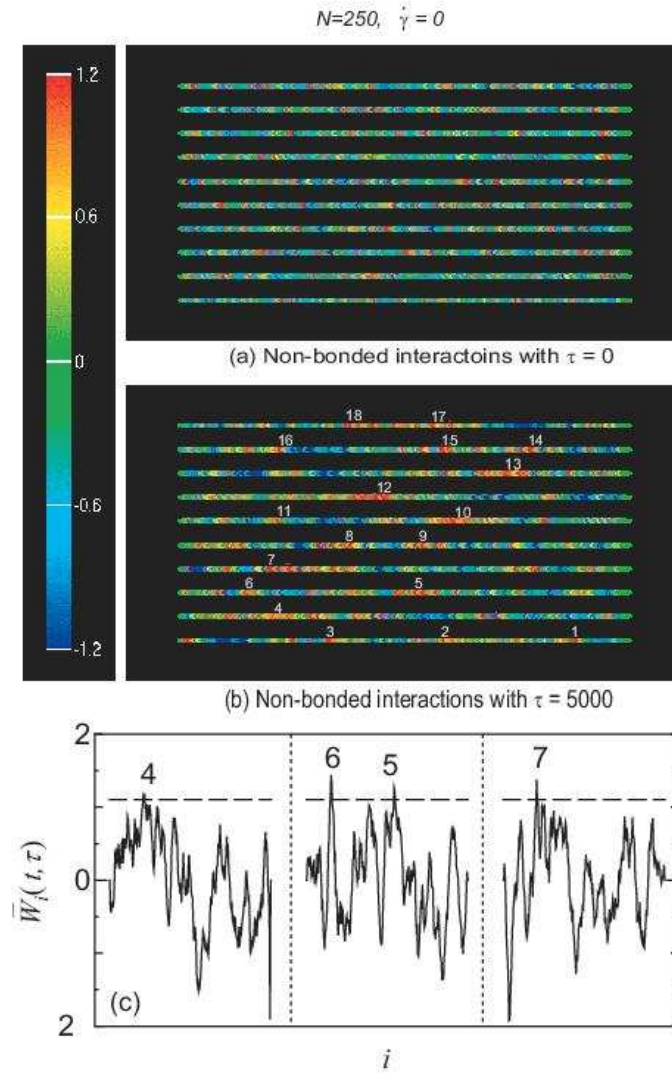 N=250, γ̇ = 0
1.2
0.6
0
-0.6
-1.2
(a) Non-bonded interactoins with τ = 0
18 17
16 15 14
13
12
11 10
8 9
7
6 5
4
3 2 1
(b) Non-bonded interactions with τ = 5000
2
0
2
W̄i(t,τ)
4 6 5 7
(c)
i